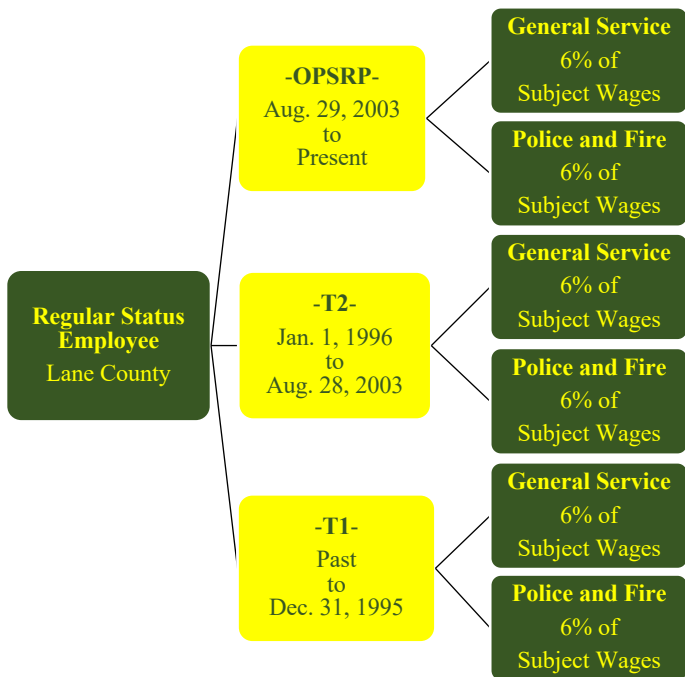 Regular Status
Employee
Lane County
-OPSRP-
Aug. 29, 2003
to
Present
General Service
6% of
Subject Wages
Police and Fire
6% of
Subject Wages
-T2-
Jan. 1, 1996
to
Aug. 28, 2003
General Service
6% of
Subject Wages
Police and Fire
6% of
Subject Wages
-T1-
Past
to
Dec. 31, 1995
General Service
6% of
Subject Wages
Police and Fire
6% of
Subject Wages